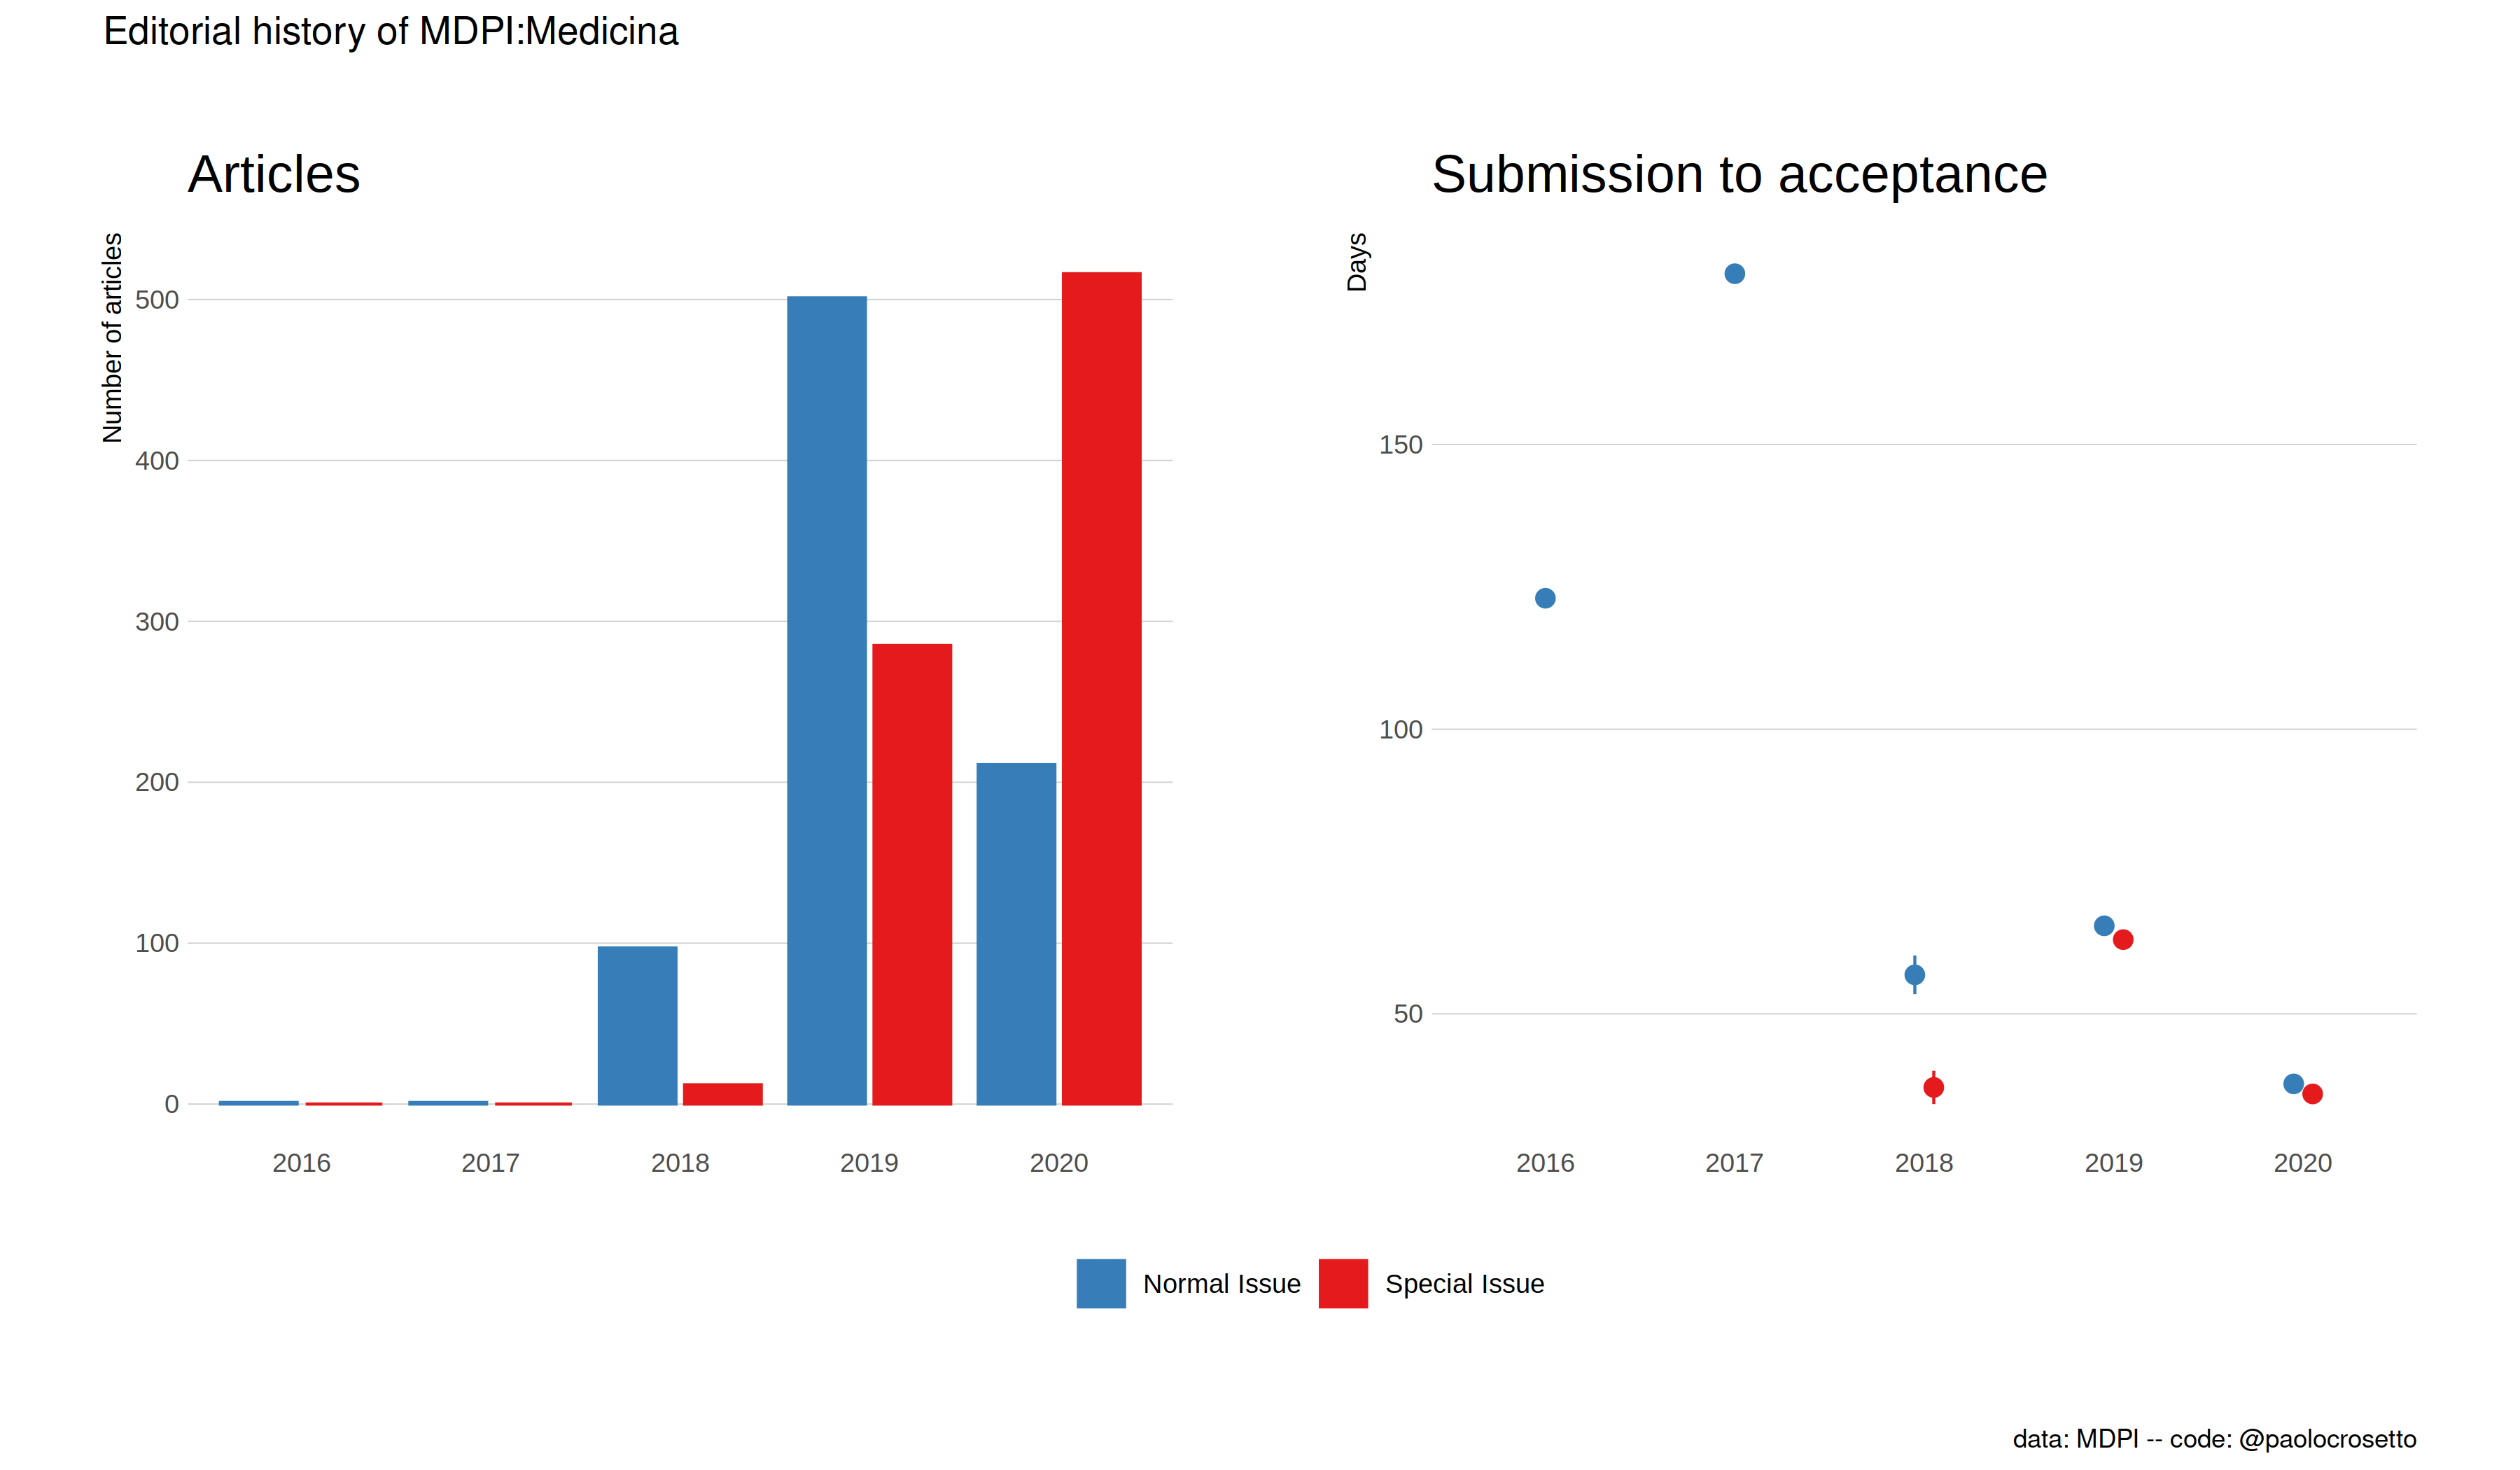 Editorial history of MDPI:Medicina
Articles
Number of articles
500
400
300
200
100
0
2016 2017 2018 2019 2020
Submission to acceptance
Days
150
100
50
2016 2017 2018 2019 2020
Normal Issue Special Issue
data: MDPI -- code: @paolocrosetto